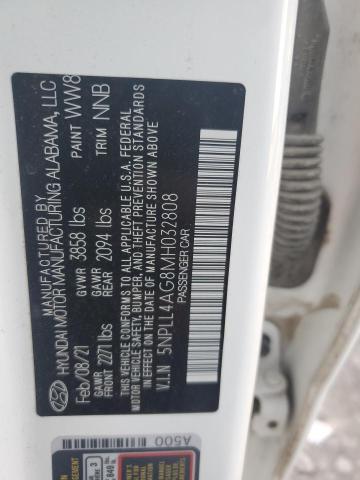 MANUFACTURED BY
HYUNDAI MOTOR MANUFACTURING ALABAMA, LLC
Feb/08/21 GVWR 3858 lbs PAINT WW8
GAWR FRONT 2271 lbs GAWR REAR 2094 lbs TRIM NNB
THIS VEHICLE CONFORMS TO ALL APPLICABLE U.S.A. FEDERAL
MOTOR VEHICLE SAFETY, BUMPER, AND THEFT PREVENTION STANDARDS
IN EFFECT ON THE DATE OF MANUFACTURE SHOWN ABOVE
V.I.N 5NPLL4AG8MH032808
PASSENGER CAR
A500
3